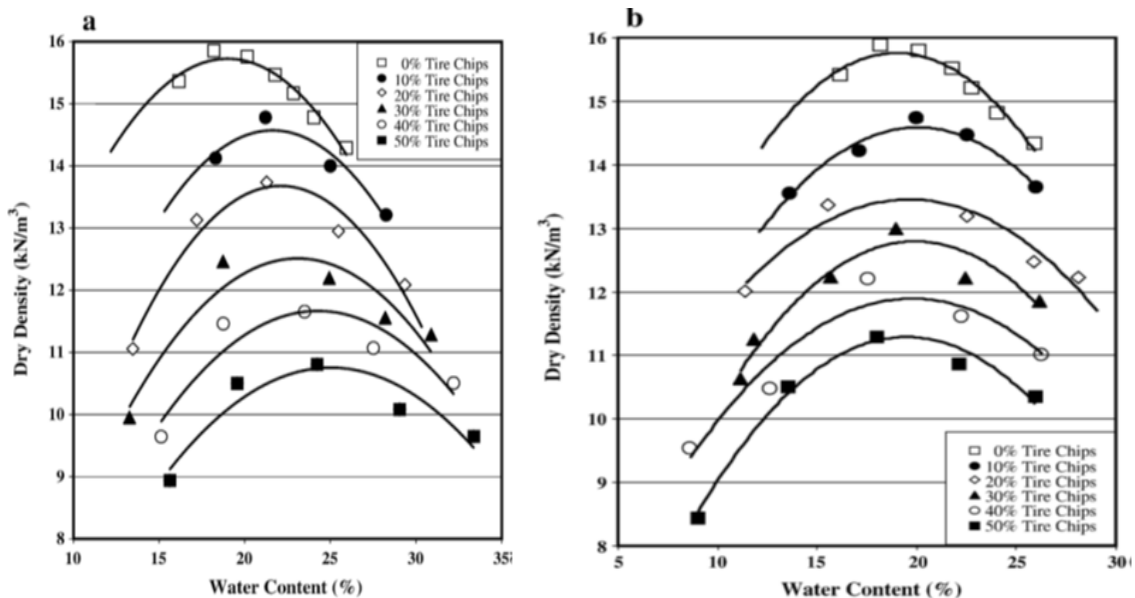 a
Dry Density (kN/m³)
16
15
14
13
12
11
10
9
8
0% Tire Chips
10% Tire Chips
20% Tire Chips
30% Tire Chips
40% Tire Chips
50% Tire Chips
10 15 20 25 30 35
Water Content (%)
b
Dry Density (kN/m³)
16
15
14
13
12
11
10
9
8
0% Tire Chips
10% Tire Chips
20% Tire Chips
30% Tire Chips
40% Tire Chips
50% Tire Chips
5 10 15 20 25 30
Water Content (%)